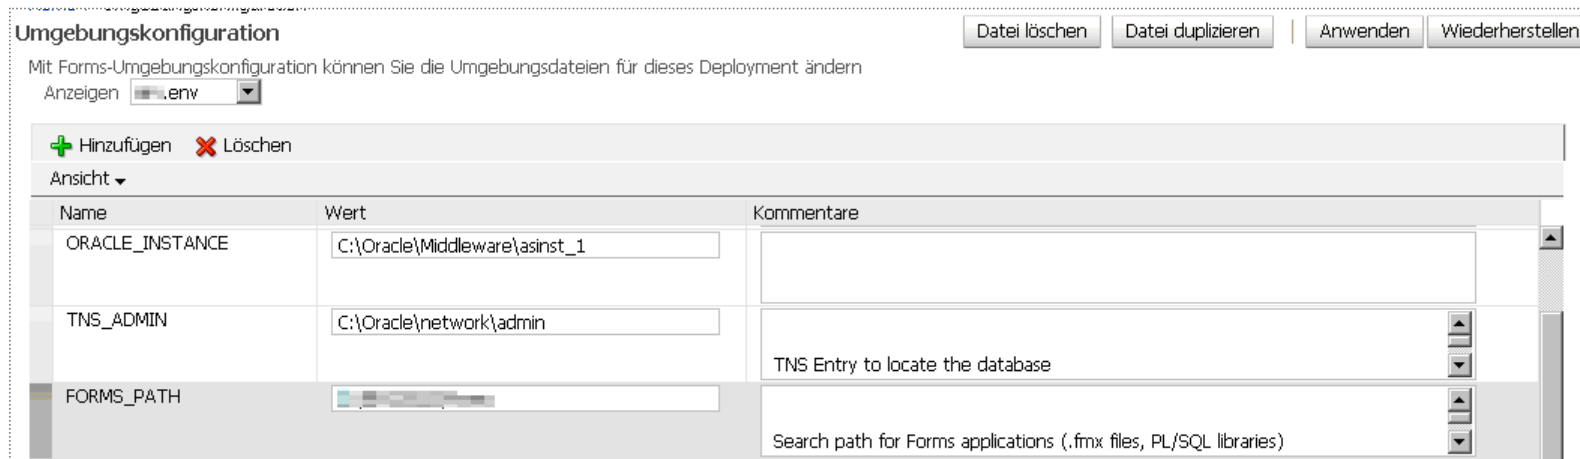 Umgebungskonfiguration
Datei löschen
Datei duplizieren
Anwenden
Wiederherstellen
Mit Forms-Umgebungskonfiguration können Sie die Umgebungsdateien für dieses Deployment ändern
Anzeigen .env
Hinzufügen Löschen
Ansicht
Name Wert Kommentare
ORACLE_INSTANCE C:\Oracle\Middleware\asinst_1
TNS_ADMIN C:\Oracle\network\admin
TNS Entry to locate the database
FORMS_PATH
Search path for Forms applications (.fmx files, PL/SQL libraries)